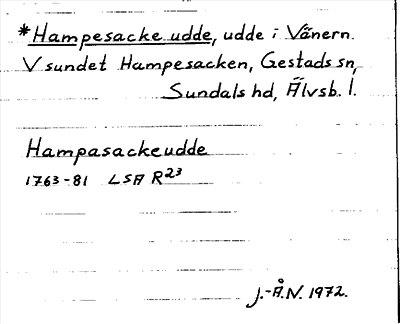 *Hampesacke udde, udde i Vänern.
V sundet Hampesacken, Gestads sn,
Sundals hd, Älvsb. l.
Hampasackeudde
1763-81 LSA R23
J.-Å.N. 1972.